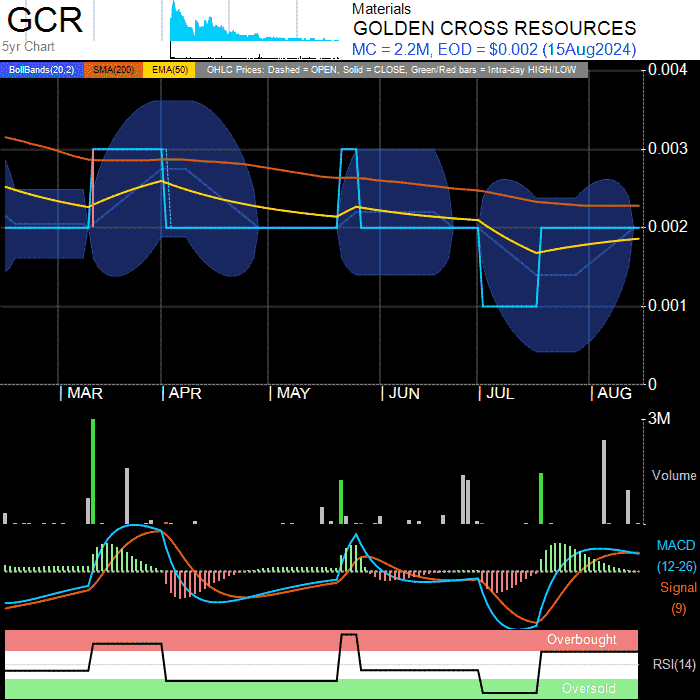 GCR
5yr Chart
Materials
GOLDEN CROSS RESOURCES
MC = 2.2M, EOD = $0.002 (15Aug2024)
BollBands(20,2) SMA(200) EMA(50) OHLC Prices: Dashed = OPEN, Solid = CLOSE, Green/Red bars = Intra-day HIGH/LOW
0.004
0.003
0.002
0.001
0
MAR APR MAY JUN JUL AUG
3M
Volume
MACD
(12-26)
Signal
(9)
Overbought
RSI(14)
Oversold